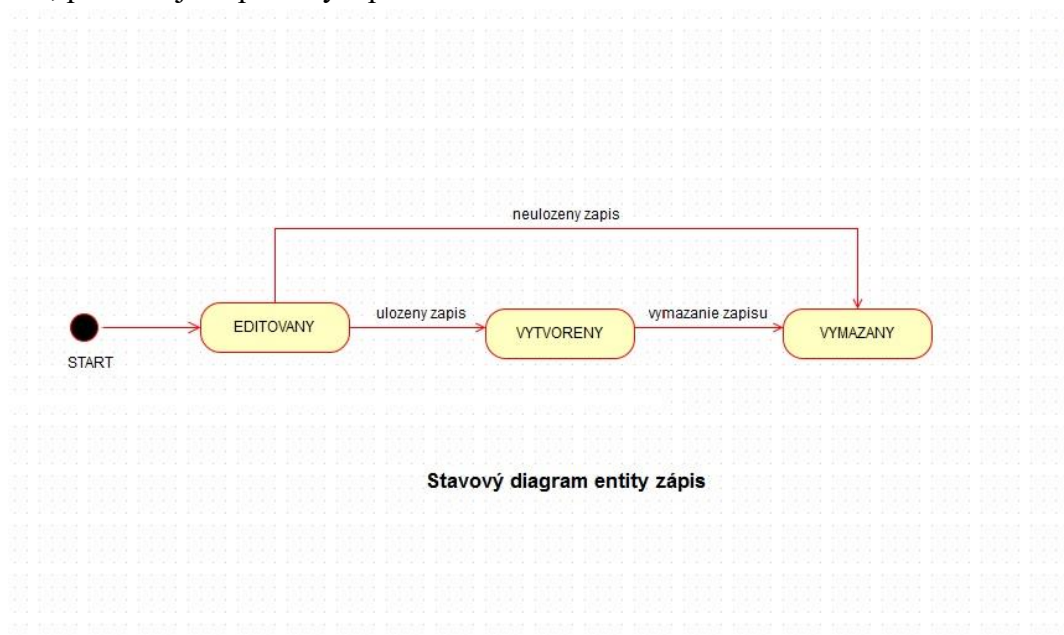 neulozeny zapis
EDITOVANY
ulozeny zapis
VYTVORENY
vymazanie zapisu
VYMAZANY
START
Stavový diagram entity zápis